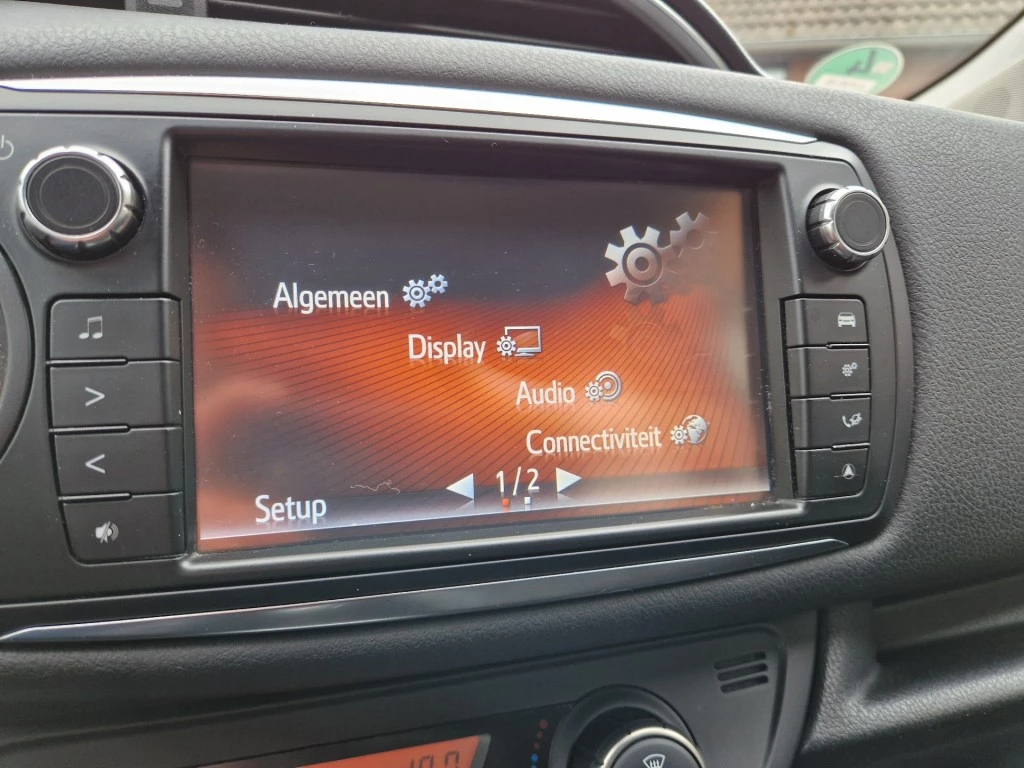 Algemeen
Display
Audio
Connectiviteit
1/2
Setup